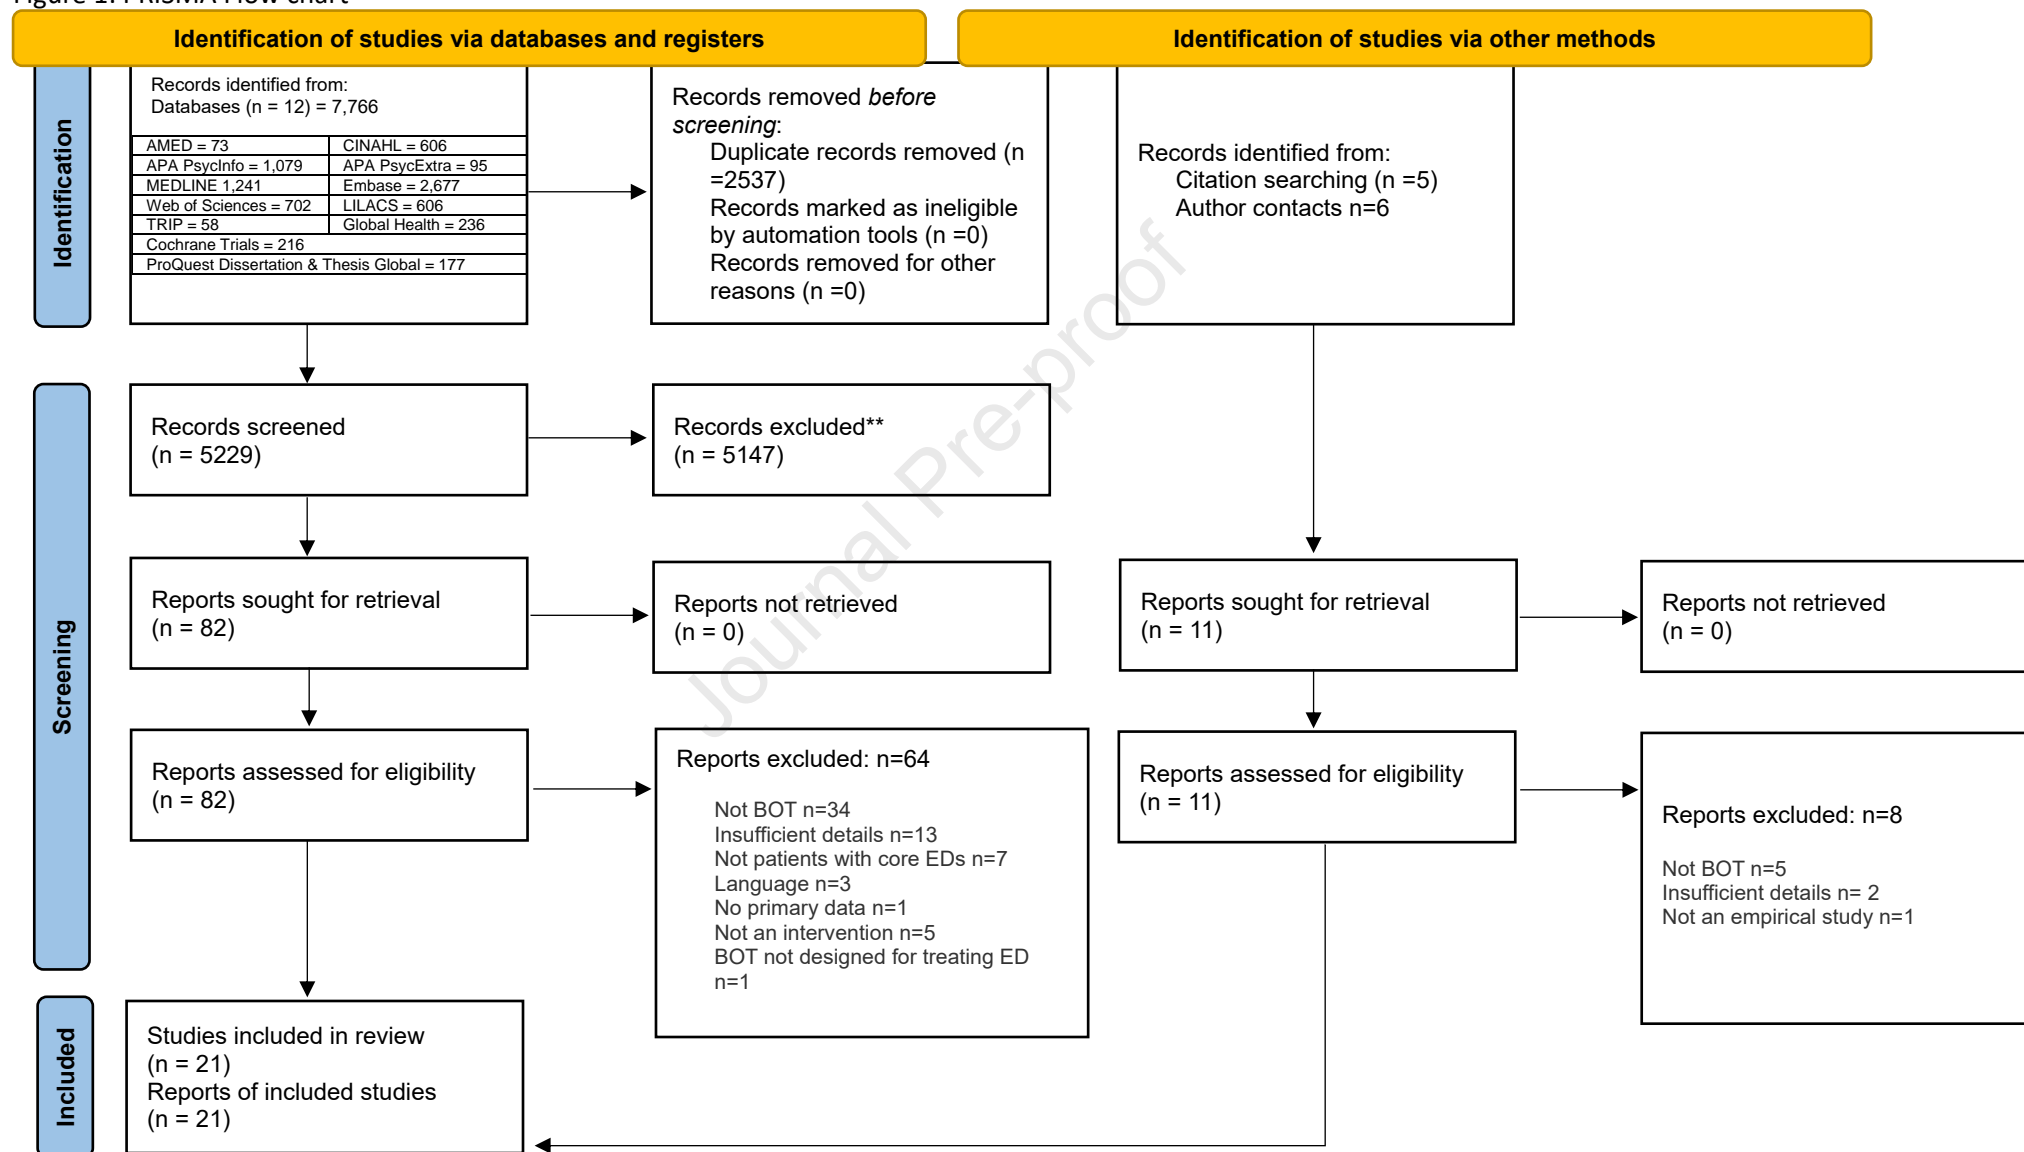 Figure 1: PRISMA Flow chart
Identification of studies via databases and registers
Identification of studies via other methods
Identification
Records identified from:
Databases (n = 12) = 7,766
AMED = 73
CINAHL = 606
APA PsycInfo = 1,079
APA PsycExtra = 95
MEDLINE 1,241
Embase = 2,677
Web of Sciences = 702
LILACS = 606
TRIP = 58
Global Health = 236
Cochrane Trials = 216
ProQuest Dissertation & Thesis Global = 177
Records removed before
screening:
Duplicate records removed (n
=2537)
Records marked as ineligible
by automation tools (n =0)
Records removed for other
reasons (n =0)
Records identified from:
Citation searching (n =5)
Author contacts n=6
Screening
Records screened
(n = 5229)
Records excluded**
(n = 5147)
Reports sought for retrieval
(n = 82)
Reports not retrieved
(n = 0)
Reports sought for retrieval
(n = 11)
Reports not retrieved
(n = 0)
Reports assessed for eligibility
(n = 82)
Reports excluded: n=64
Not BOT n=34
Insufficient details n=13
Not patients with core EDs n=7
Language n=3
No primary data n=1
Not an intervention n=5
BOT not designed for treating ED
n=1
Reports assessed for eligibility
(n = 11)
Reports excluded: n=8
Not BOT n=5
Insufficient details n= 2
Not an empirical study n=1
Included
Studies included in review
(n = 21)
Reports of included studies
(n = 21)
Journal Pre-proof